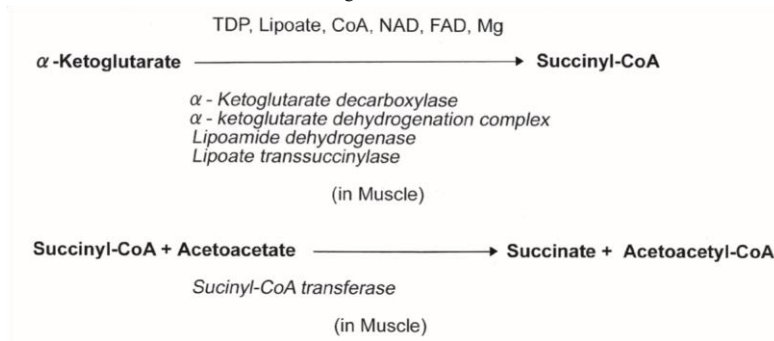 TDP, Lipoate, CoA, NAD, FAD, Mg
α-Ketoglutarate Succinyl-CoA
α - Ketoglutarate decarboxylase
α - ketoglutarate dehydrogenation complex
Lipoamide dehydrogenase
Lipoate transsuccinylase
(in Muscle)
Succinyl-CoA + Acetoacetate Succinate + Acetoacetyl-CoA
Sucinyl-CoA transferase
(in Muscle)